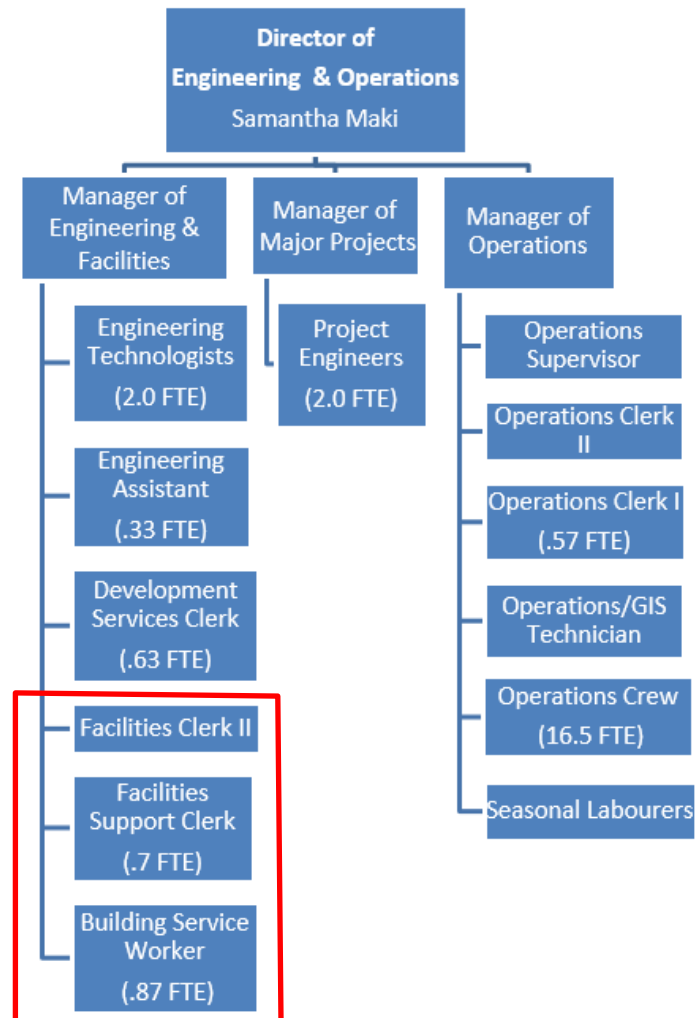 Director of
Engineering & Operations
Samantha Maki
Manager of
Engineering &
Facilities
Engineering
Technologists
(2.0 FTE)
Engineering
Assistant
(.33 FTE)
Development
Services Clerk
(.63 FTE)
Facilities Clerk II
Facilities
Support Clerk
(.7 FTE)
Building Service
Worker
(.87 FTE)
Manager of
Major Projects
Project
Engineers
(2.0 FTE)
Manager of
Operations
Operations
Supervisor
Operations Clerk
II
Operations Clerk I
(.57 FTE)
Operations/GIS
Technician
Operations Crew
(16.5 FTE)
Seasonal Labourers